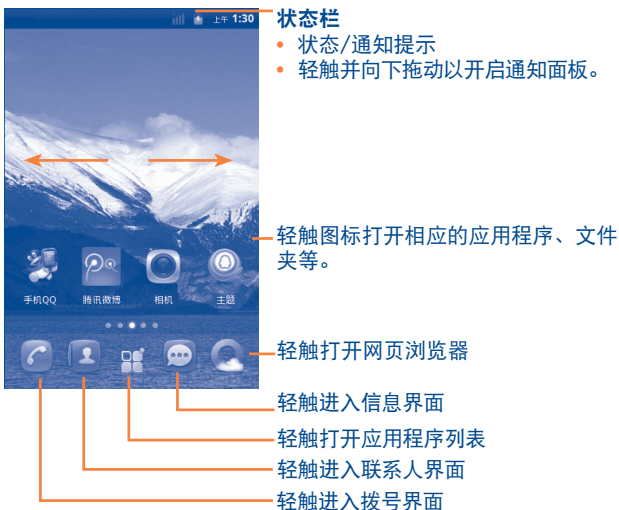 上午 1:30
状态栏
• 状态/通知提示
• 轻触并向下拖动以开启通知面板。
轻触图标打开相应的应用程序、文件
夹等。
手机QQ 腾讯微博 相机 主题
轻触打开网页浏览器
轻触进入信息界面
轻触打开应用程序列表
轻触进入联系人界面
轻触进入拨号界面